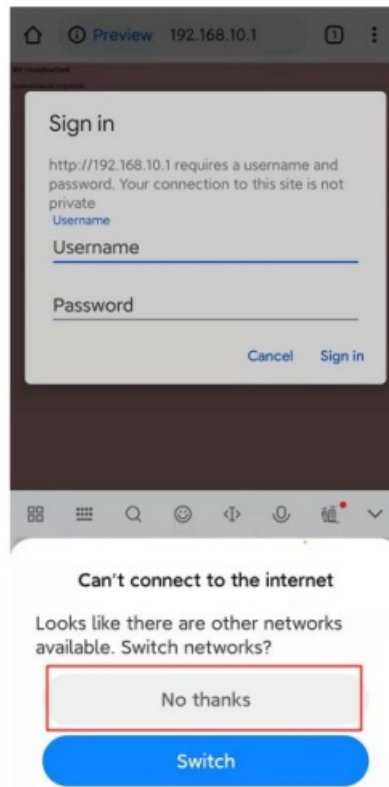 Preview 192.168.10.1 1
Sign in
http://192.168.10.1 requires a username and
password. Your connection to this site is not
private
Username
Username
Password
Cancel Sign in
Can't connect to the internet
Looks like there are other networks
available. Switch networks?
No thanks
Switch